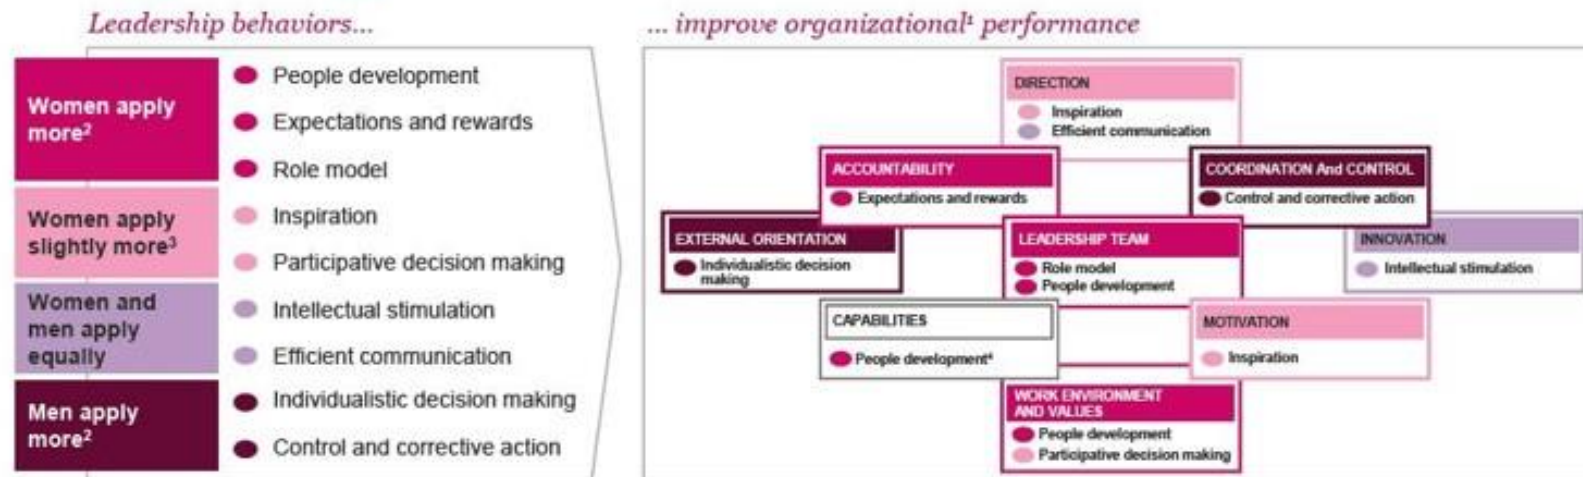 Leadership behaviors...
Women apply
more²
People development
Expectations and rewards
Role model
Women apply
slightly more³
Inspiration
Participative decision making
Women and
men apply
equally
Intellectual stimulation
Efficient communication
Men apply
more²
Individualistic decision making
Control and corrective action
... improve organizational¹ performance
DIRECTION
Inspiration
Efficient communication
ACCOUNTABILITY
Expectations and rewards
COORDINATION And CONTROL
Control and corrective action
EXTERNAL ORIENTATION
Individualistic decision
making
LEADERSHIP TEAM
Role model
People development
INNOVATION
Intellectual stimulation
CAPABILITIES
People development⁴
MOTIVATION
Inspiration
WORK ENVIRONMENT
AND VALUES
People development
Participative decision making